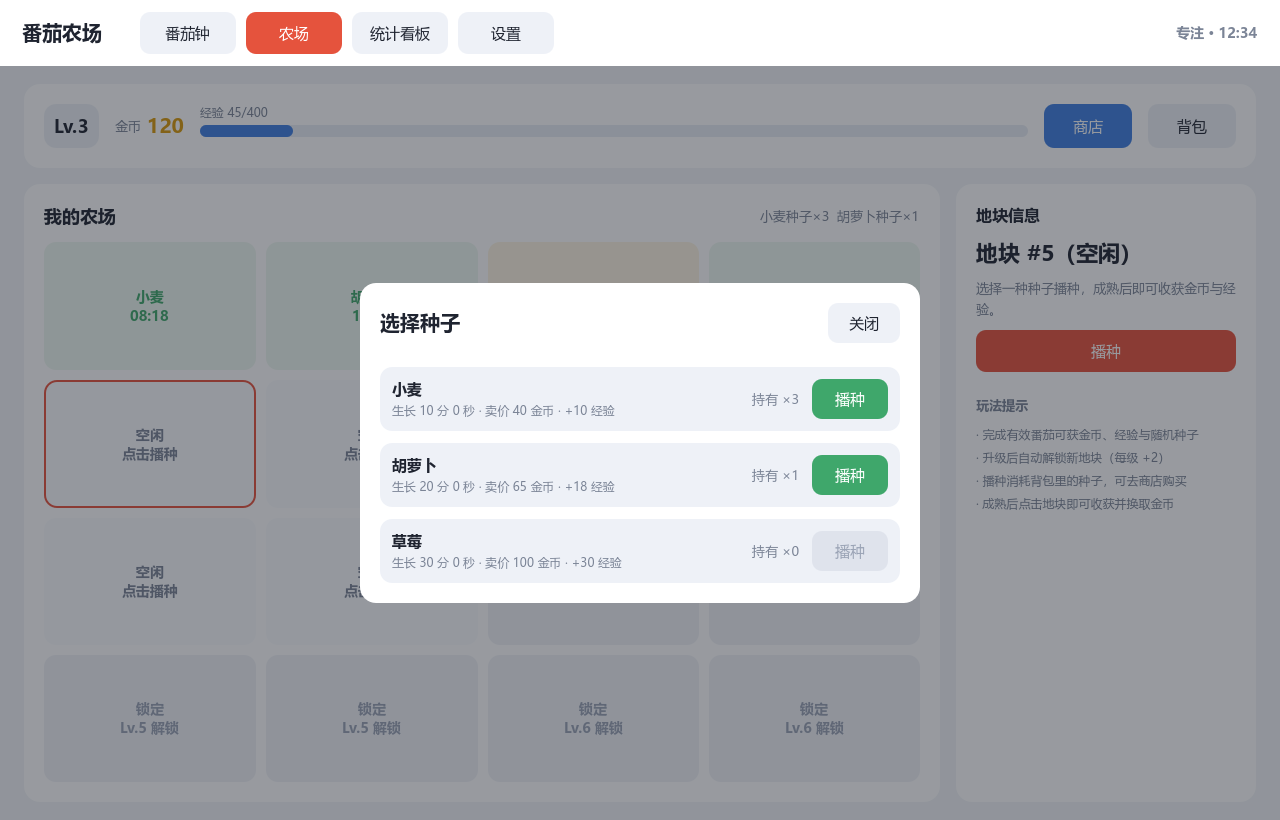 番茄农场
番茄钟
农场
统计看板
设置
专注 • 12:34
Lv.3
金币 120
经验 45/400
商店
背包
我的农场
小麦种子×3 胡萝卜种子×1
小麦
08:18
空闲
点击播种
空闲
点击播种
锁定
Lv.5 解锁
锁定
Lv.5 解锁
锁定
Lv.6 解锁
锁定
Lv.6 解锁
选择种子
关闭
小麦
生长 10 分 0 秒 · 卖价 40 金币 · +10 经验
持有 ×3
播种
胡萝卜
生长 20 分 0 秒 · 卖价 65 金币 · +18 经验
持有 ×1
播种
草莓
生长 30 分 0 秒 · 卖价 100 金币 · +30 经验
持有 ×0
播种
地块信息
地块 #5（空闲）
选择一种种子播种，成熟后即可收获金币与经
验。
播种
玩法提示
· 完成有效番茄可获金币、经验与随机种子
· 升级后自动解锁新地块（每级 +2）
· 播种消耗背包里的种子，可去商店购买
· 成熟后点击地块即可收获并换取金币